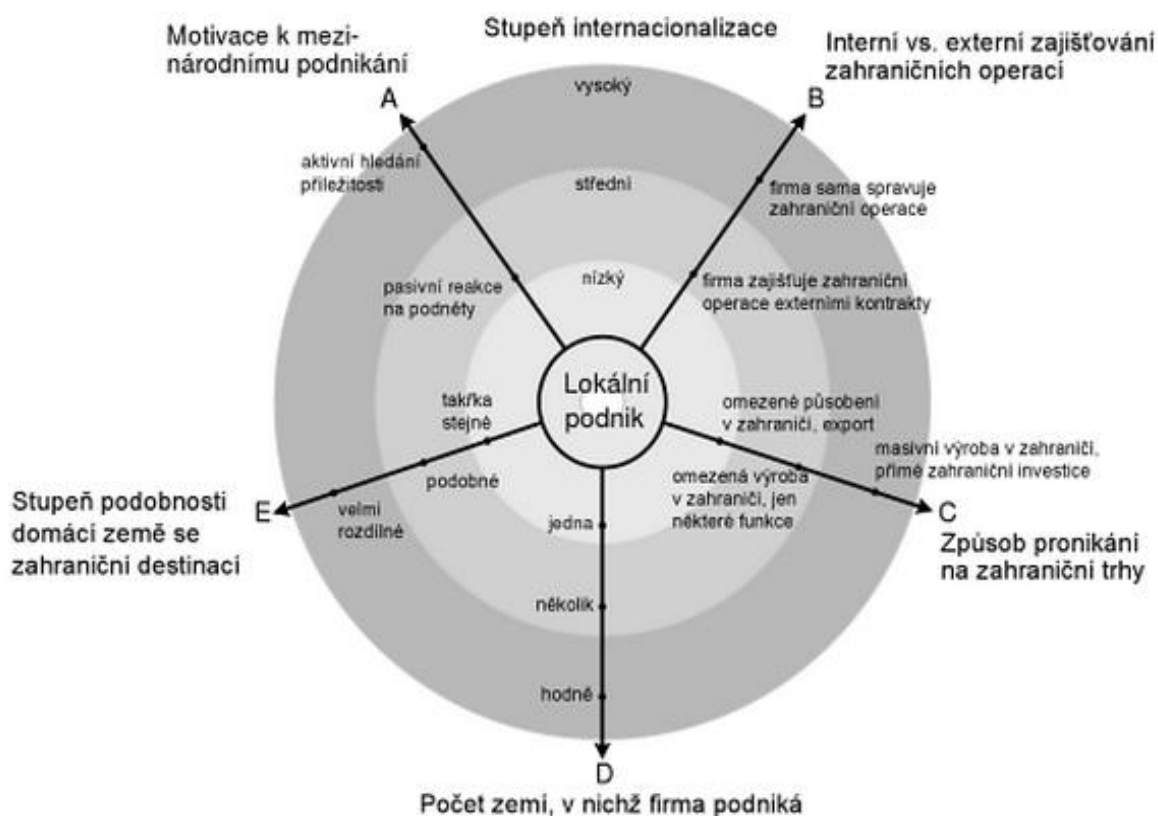 Stupeň internacionalizace
Motivace k mezi-
národnímu podnikání
A
Interní vs. externí zajišťování
zahraničních operací
B
vysoký
střední
nízký
aktivní hledání
příležitostí
pasivní reakce
na podněty
firma sama spravuje
zahraniční operace
firma zajišťuje zahraniční
operace externími kontrakty
Lokální
podnik
takřka
stejné
podobné
velmi
rozdílné
E
Stupeň podobnosti
domácí země se
zahraniční destinací
omezené působení
v zahraničí, export
omezená výroba
v zahraničí, jen
některé funkce
masivní výroba v zahraničí,
přímé zahraniční investice
C
Způsob pronikání
na zahraniční trhy
jedna
několik
hodně
D
Počet zemí, v nichž firma podniká